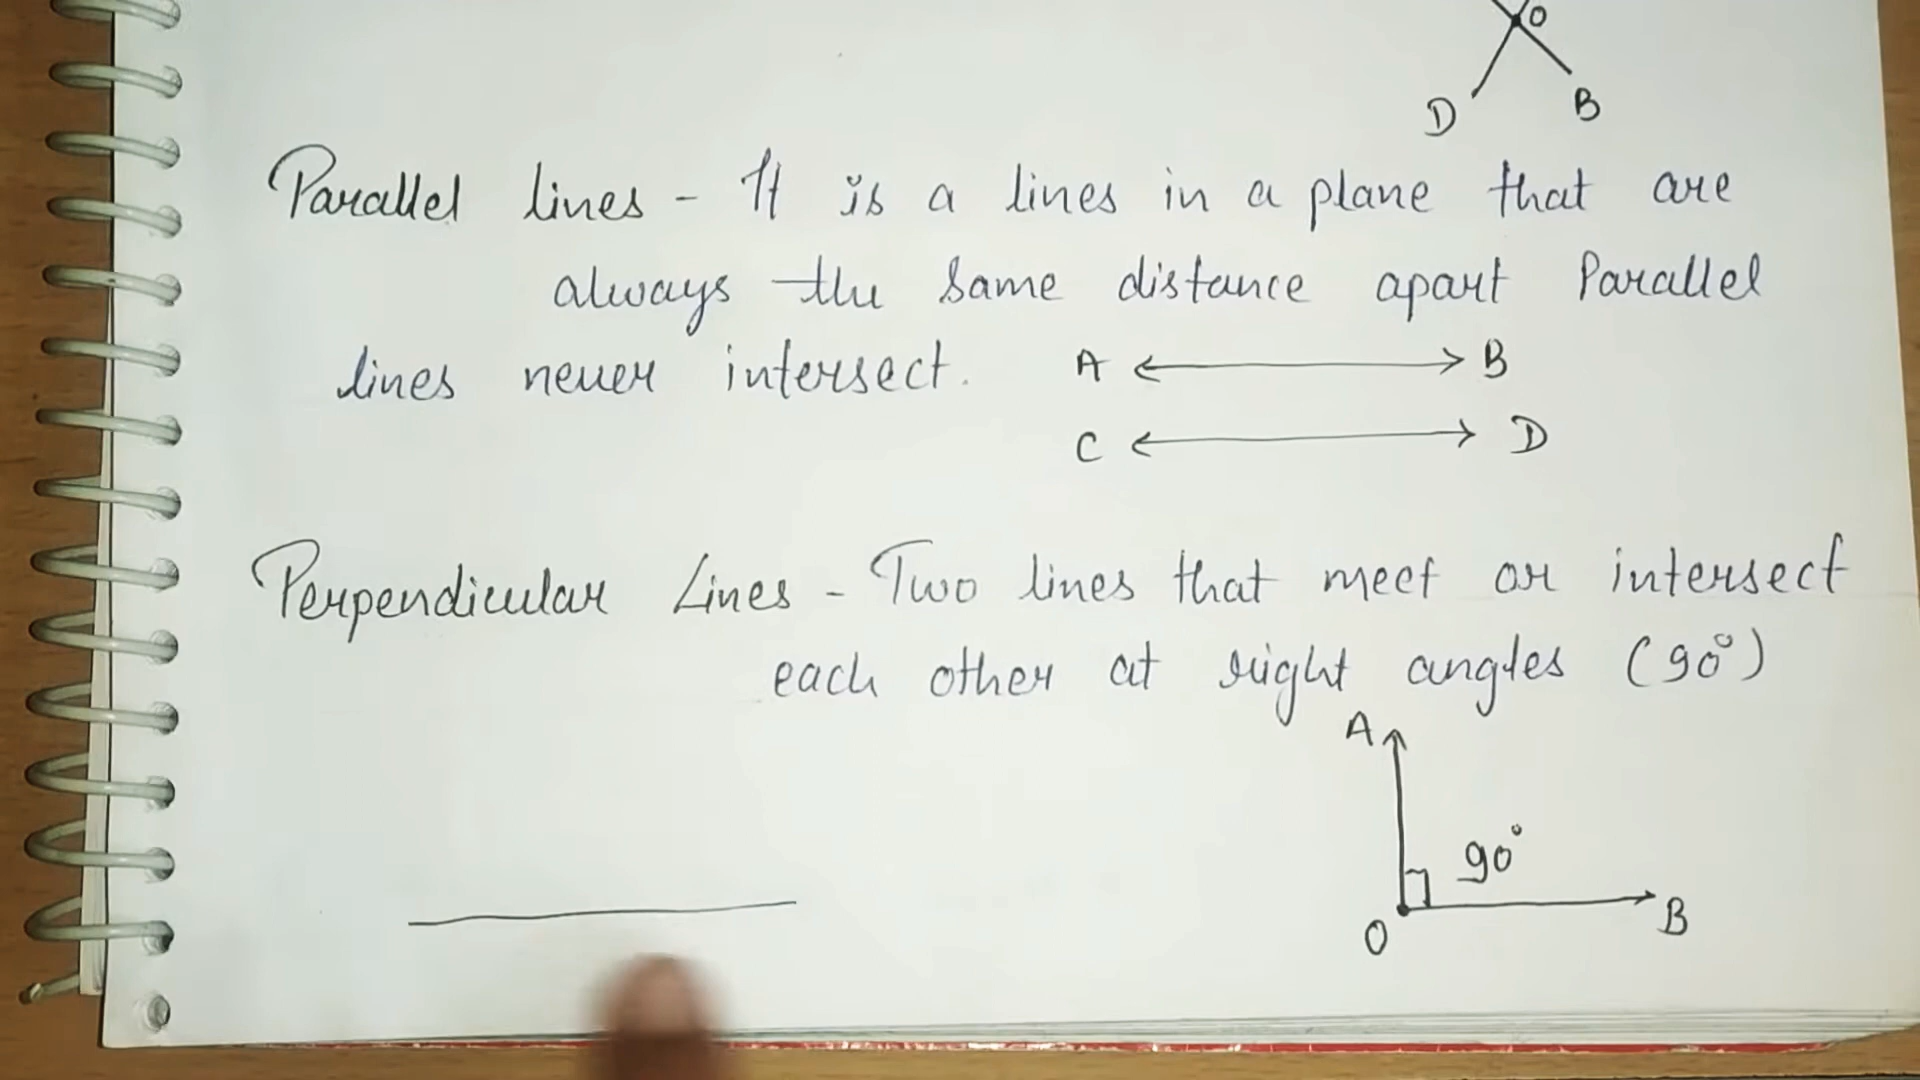 O
D B
Parallel lines - It is a lines in a plane that are
always the same distance apart Parallel
lines never intersect. A B
C D
Perpendicular Lines - Two lines that meet or intersect
each other at right angles (90°)
A
90°
O B